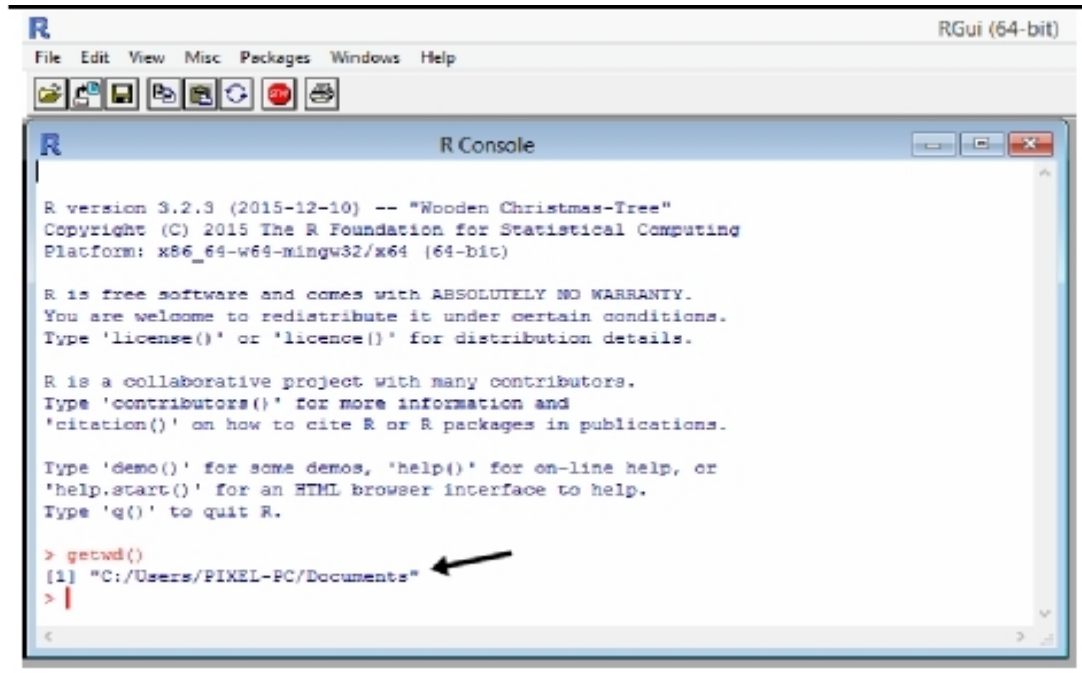 R
RGui (64-bit)
File Edit View Misc Packages Windows Help
STOP
R
R Console
R version 3.2.3 (2015-12-10) -- "Wooden Christmas-Tree"
Copyright (C) 2015 The R Foundation for Statistical Computing
Platform: x86_64-w64-mingw32/x64 (64-bit)
R is free software and comes with ABSOLUTELY NO WARRANTY.
You are welcome to redistribute it under certain conditions.
Type 'license()' or 'licence()' for distribution details.
R is a collaborative project with many contributors.
Type 'contributors()' for more information and
'citation()' on how to cite R or R packages in publications.
Type 'demo()' for some demos, 'help()' for on-line help, or
'help.start()' for an HTML browser interface to help.
Type 'q()' to quit R.
> getwd()
[1] "C:/Users/PIXEL-PC/Documents"
>